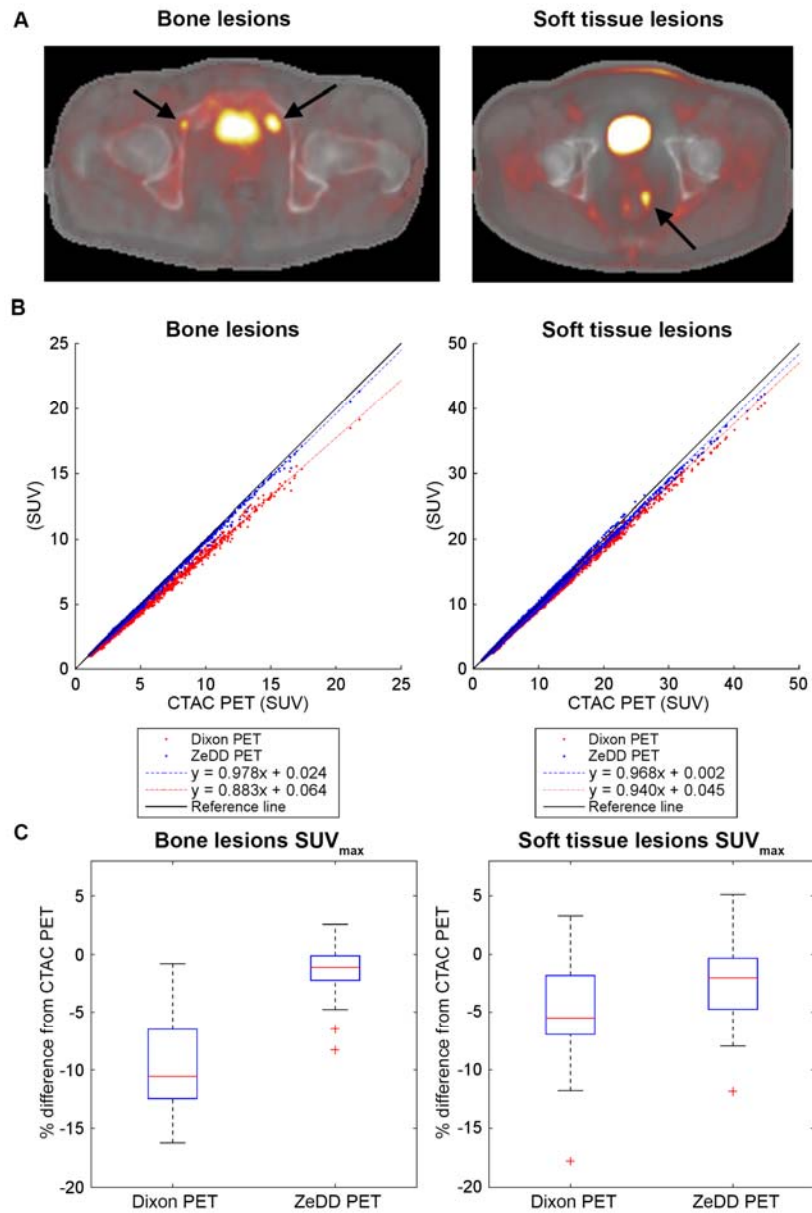 A
Bone lesions
Soft tissue lesions
B
Bone lesions
Soft tissue lesions
25
20
15
10
5
0
(SUV)
0 5 10 15 20 25
CTAC PET (SUV)
50
40
30
20
10
0
(SUV)
0 10 20 30 40 50
CTAC PET (SUV)
Dixon PET
ZeDD PET
y = 0.978x + 0.024
y = 0.883x + 0.064
Reference line
Dixon PET
ZeDD PET
y = 0.968x + 0.002
y = 0.940x + 0.045
Reference line
C
Bone lesions SUVmax
Soft tissue lesions SUVmax
% difference from CTAC PET
5
0
-5
-10
-15
-20
Dixon PET ZeDD PET
% difference from CTAC PET
5
0
-5
-10
-15
-20
Dixon PET ZeDD PET